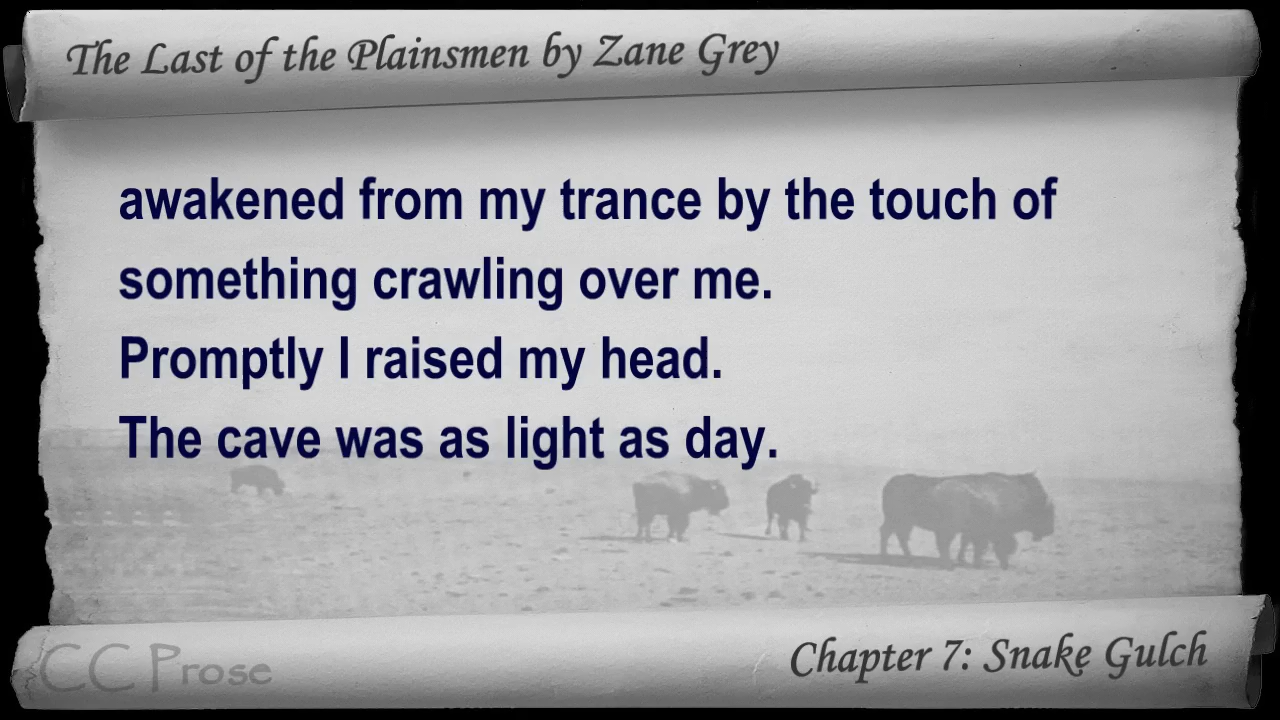 The Last of the Plainsmen by Zane Grey
awakened from my trance by the touch of
something crawling over me.
Promptly I raised my head.
The cave was as light as day.
CC Prose
Chapter 7: Snake Gulch